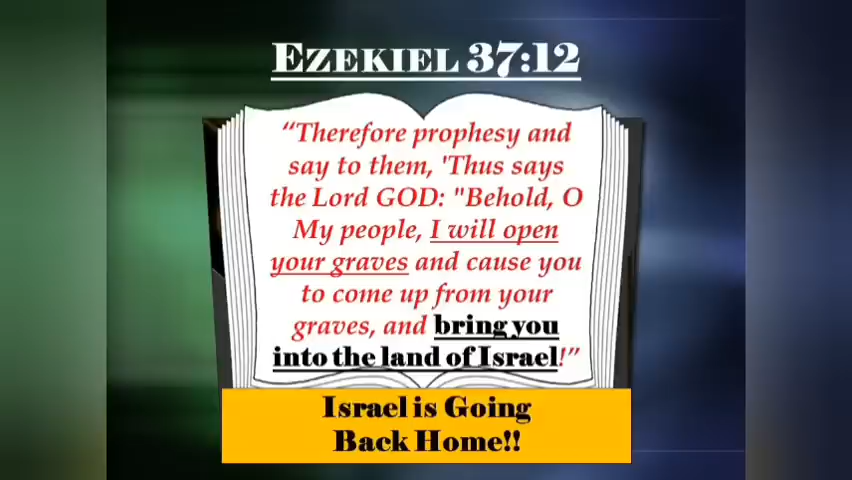 EZEKIEL 37:12
“Therefore prophesy and
say to them, 'Thus says
the Lord GOD: "Behold, O
My people, I will open
your graves and cause you
to come up from your
graves, and bring you
into the land of Israel!”
Israel is Going
Back Home!!